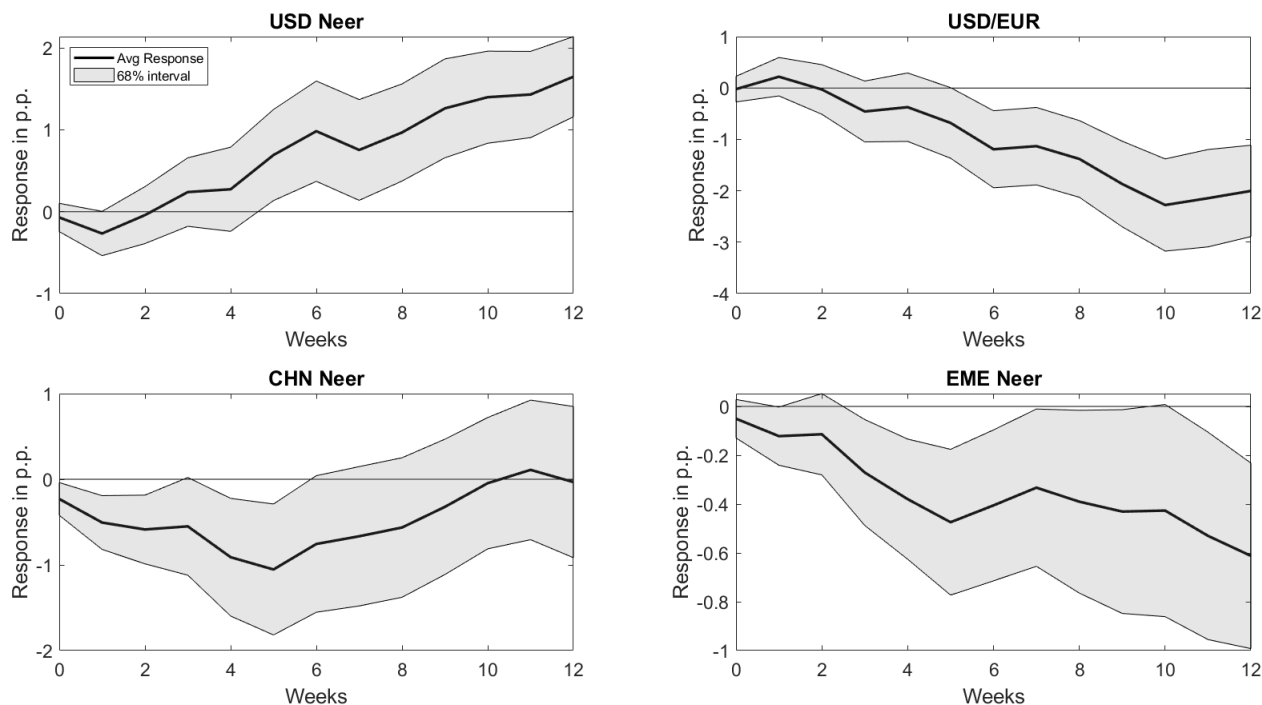 USD Neer
2
1
0
-1
Response in p.p.
Avg Response
68% interval
0 2 4 6 8 10 12
Weeks
USD/EUR
1
0
-1
-2
-3
-4
Response in p.p.
0 2 4 6 8 10 12
Weeks
CHN Neer
1
0
-1
-2
Response in p.p.
0 2 4 6 8 10 12
Weeks
EME Neer
0
-0.2
-0.4
-0.6
-0.8
-1
Response in p.p.
0 2 4 6 8 10 12
Weeks